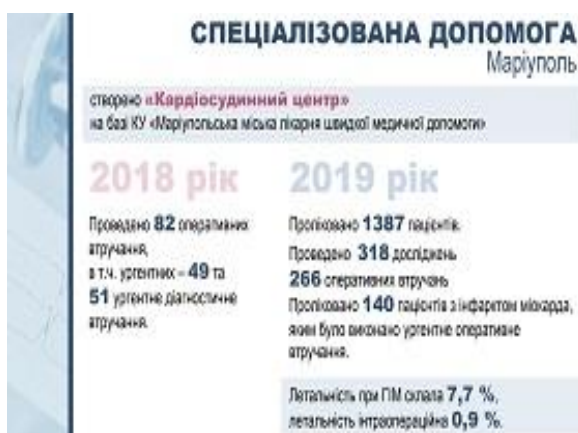 СПЕЦІАЛІЗОВАНА ДОПОМОГА
Маріуполь
створено «Кардіосудинний центр»
на базі КУ «Маріупольська міська лікарня швидкої медичної допомоги»
2018 рік
Проведено 82 оперативних
втручання,
в т.ч. ургентних – 49 та
51 ургентне діагностичне
втручання.
2019 рік
Проліковано 1387 пацієнтів.
Проведено 318 досліджень
266 оперативних втручань
Проліковано 140 пацієнтів з інфарктом міокарда,
яким було виконано ургентне оперативне
втручання.
Летальність при ГІМ склала 7,7 %,
летальність інтраопераційна 0,9 %.